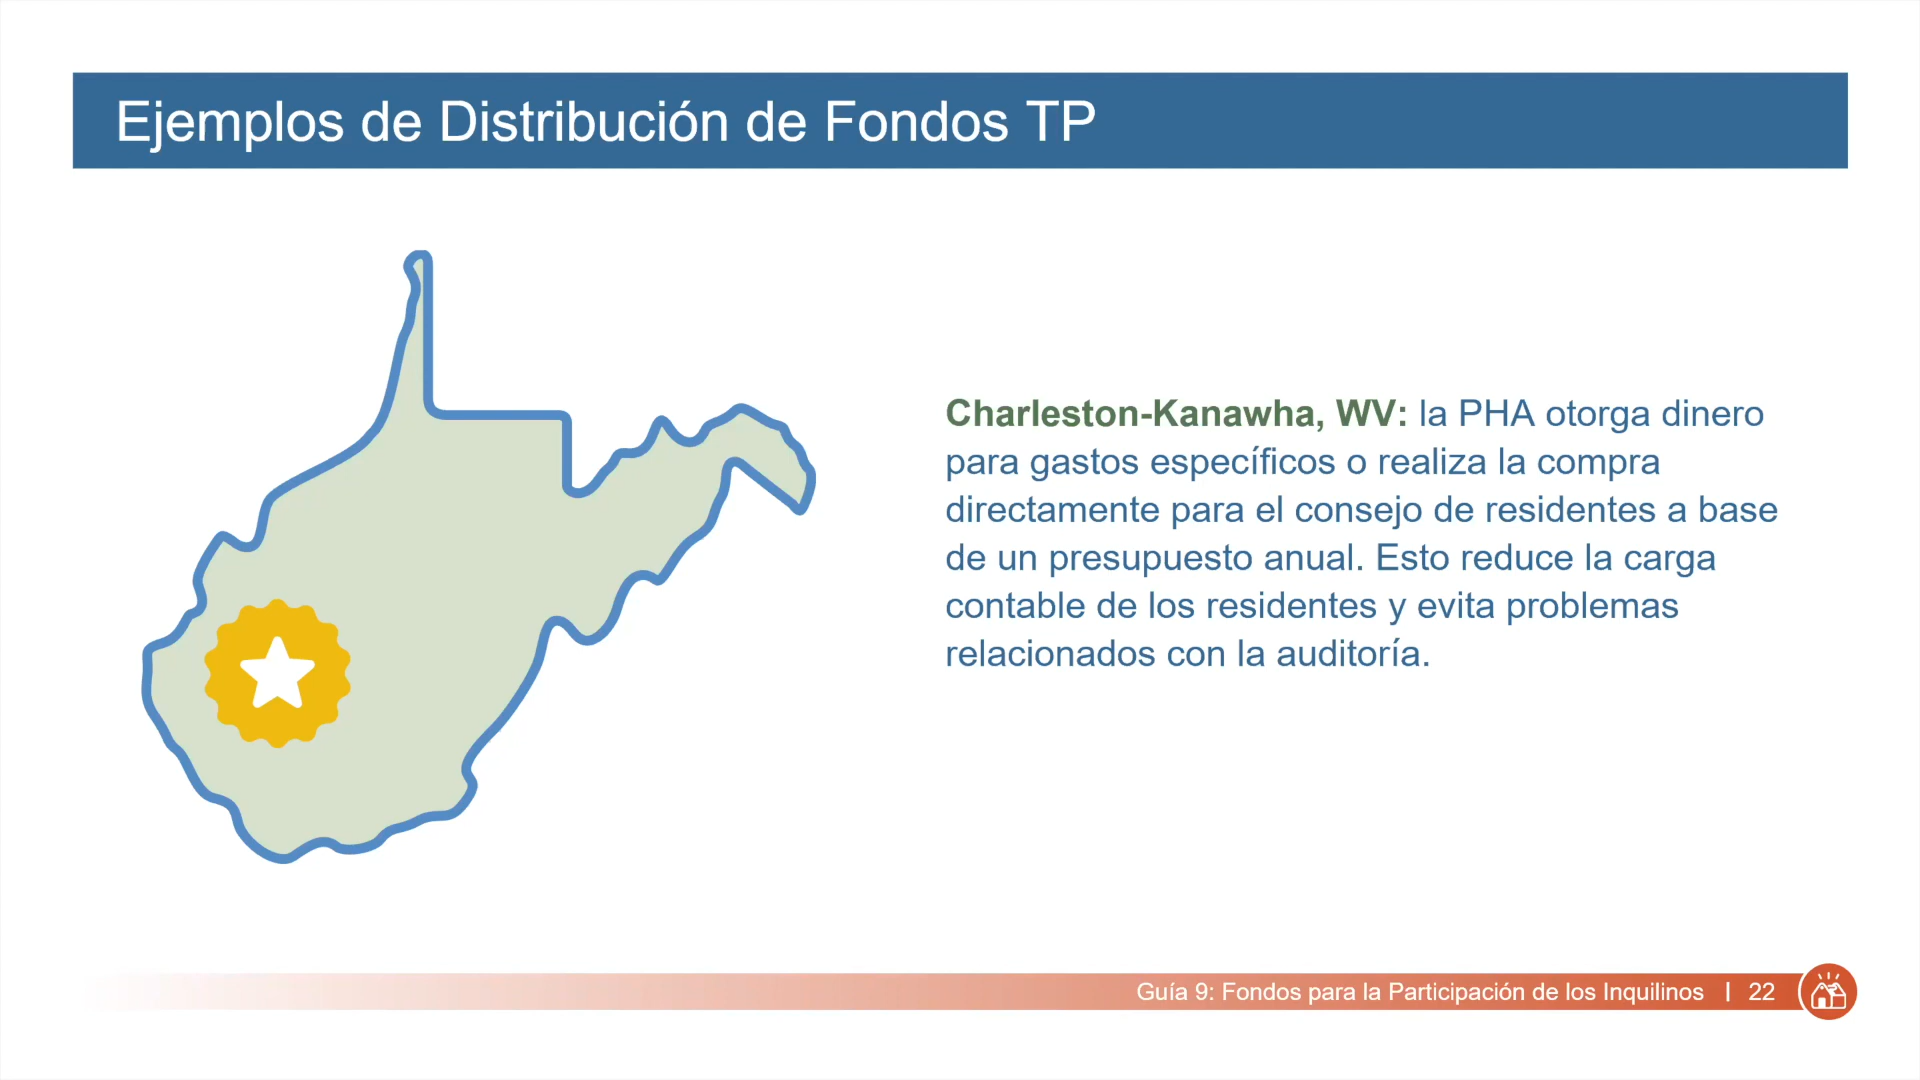 Ejemplos de Distribución de Fondos TP
Charleston-Kanawha, WV: la PHA otorga dinero
para gastos específicos o realiza la compra
directamente para el consejo de residentes a base
de un presupuesto anual. Esto reduce la carga
contable de los residentes y evita problemas
relacionados con la auditoría.
Guía 9: Fondos para la Participación de los Inquilinos | 22